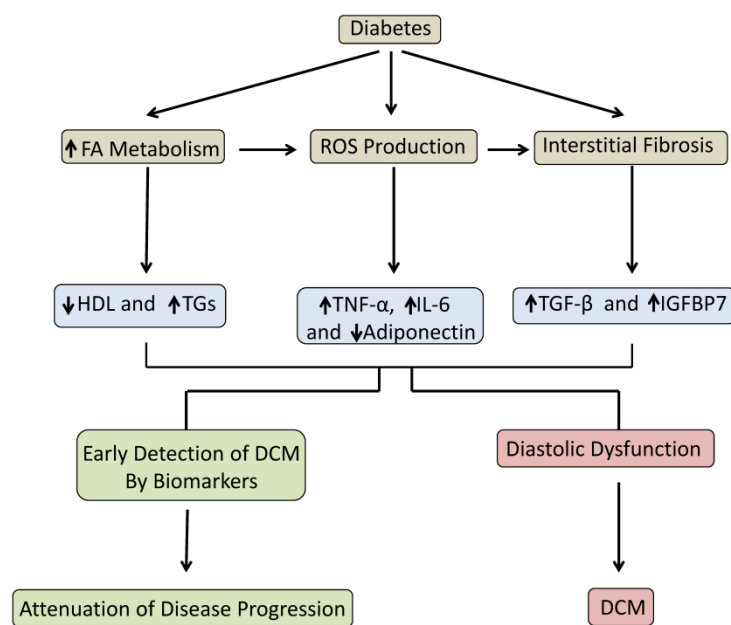 Diabetes
↑FA Metabolism
ROS Production
Interstitial Fibrosis
↓HDL and ↑TGs
↑TNF-α, ↑IL-6
and ↓Adiponectin
↑TGF-β and ↑IGFBP7
Early Detection of DCM
By Biomarkers
Diastolic Dysfunction
Attenuation of Disease Progression
DCM